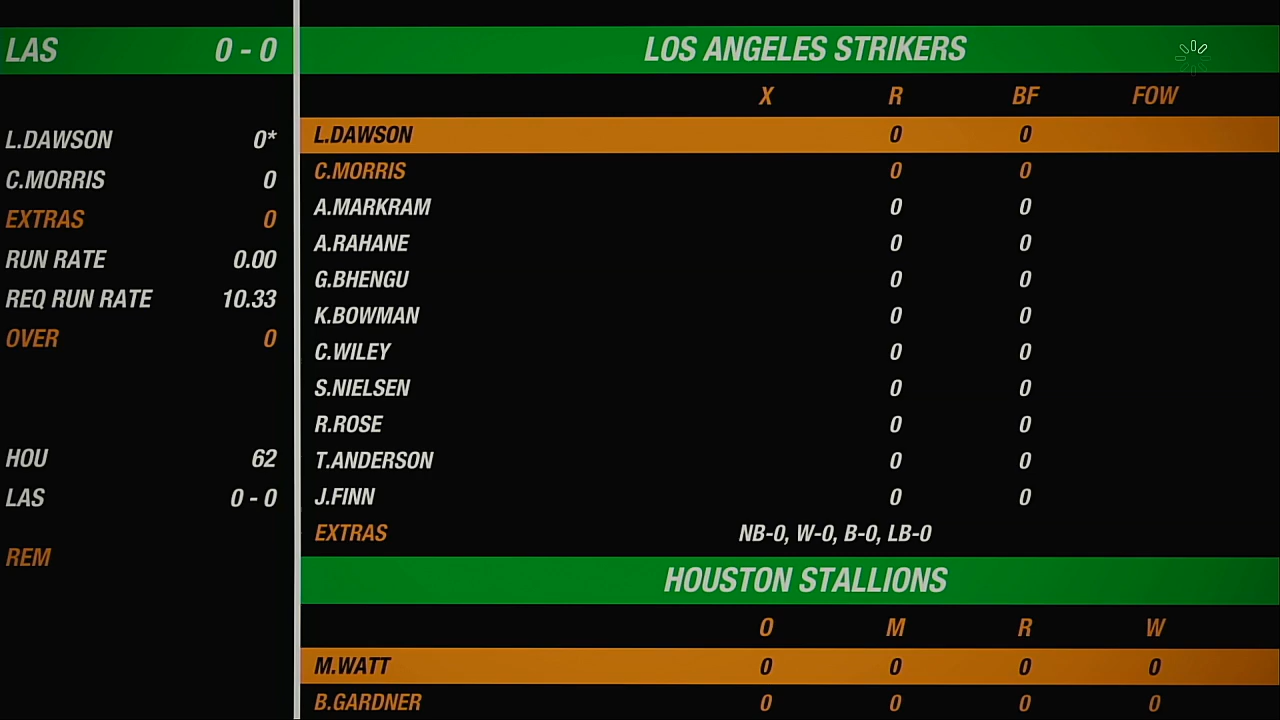 LAS 0 - 0
L.DAWSON 0*
C.MORRIS 0
EXTRAS 0
RUN RATE 0.00
REQ RUN RATE 10.33
OVER 0
HOU 62
LAS 0 - 0
REM
LOS ANGELES STRIKERS
X R BF FOW
L.DAWSON 0 0
C.MORRIS 0 0
A.MARKRAM 0 0
A.RAHANE 0 0
G.BHENGU 0 0
K.BOWMAN 0 0
C.WILEY 0 0
S.NIELSEN 0 0
R.ROSE 0 0
T.ANDERSON 0 0
J.FINN 0 0
EXTRAS NB-0, W-0, B-0, LB-0
HOUSTON STALLIONS
O M R W
M.WATT 0 0 0 0
B.GARDNER 0 0 0 0